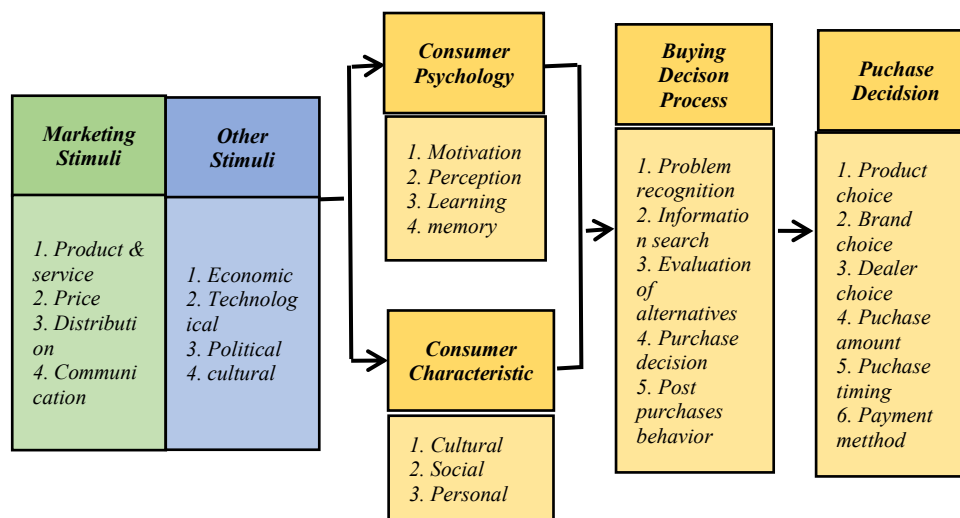 Marketing
Stimuli
1. Product &
service
2. Price
3. Distributi
on
4. Communi
cation
Other
Stimuli
1. Economic
2. Technolog
ical
3. Political
4. cultural
Consumer
Psychology
1. Motivation
2. Perception
3. Learning
4. memory
Consumer
Characteristic
1. Cultural
2. Social
3. Personal
Buying
Decison
Process
1. Problem
recognition
2. Informatio
n search
3. Evaluation
of
alternatives
4. Purchase
decision
5. Post
purchases
behavior
Puchase
Decidsion
1. Product
choice
2. Brand
choice
3. Dealer
choice
4. Puchase
amount
5. Puchase
timing
6. Payment
metthod